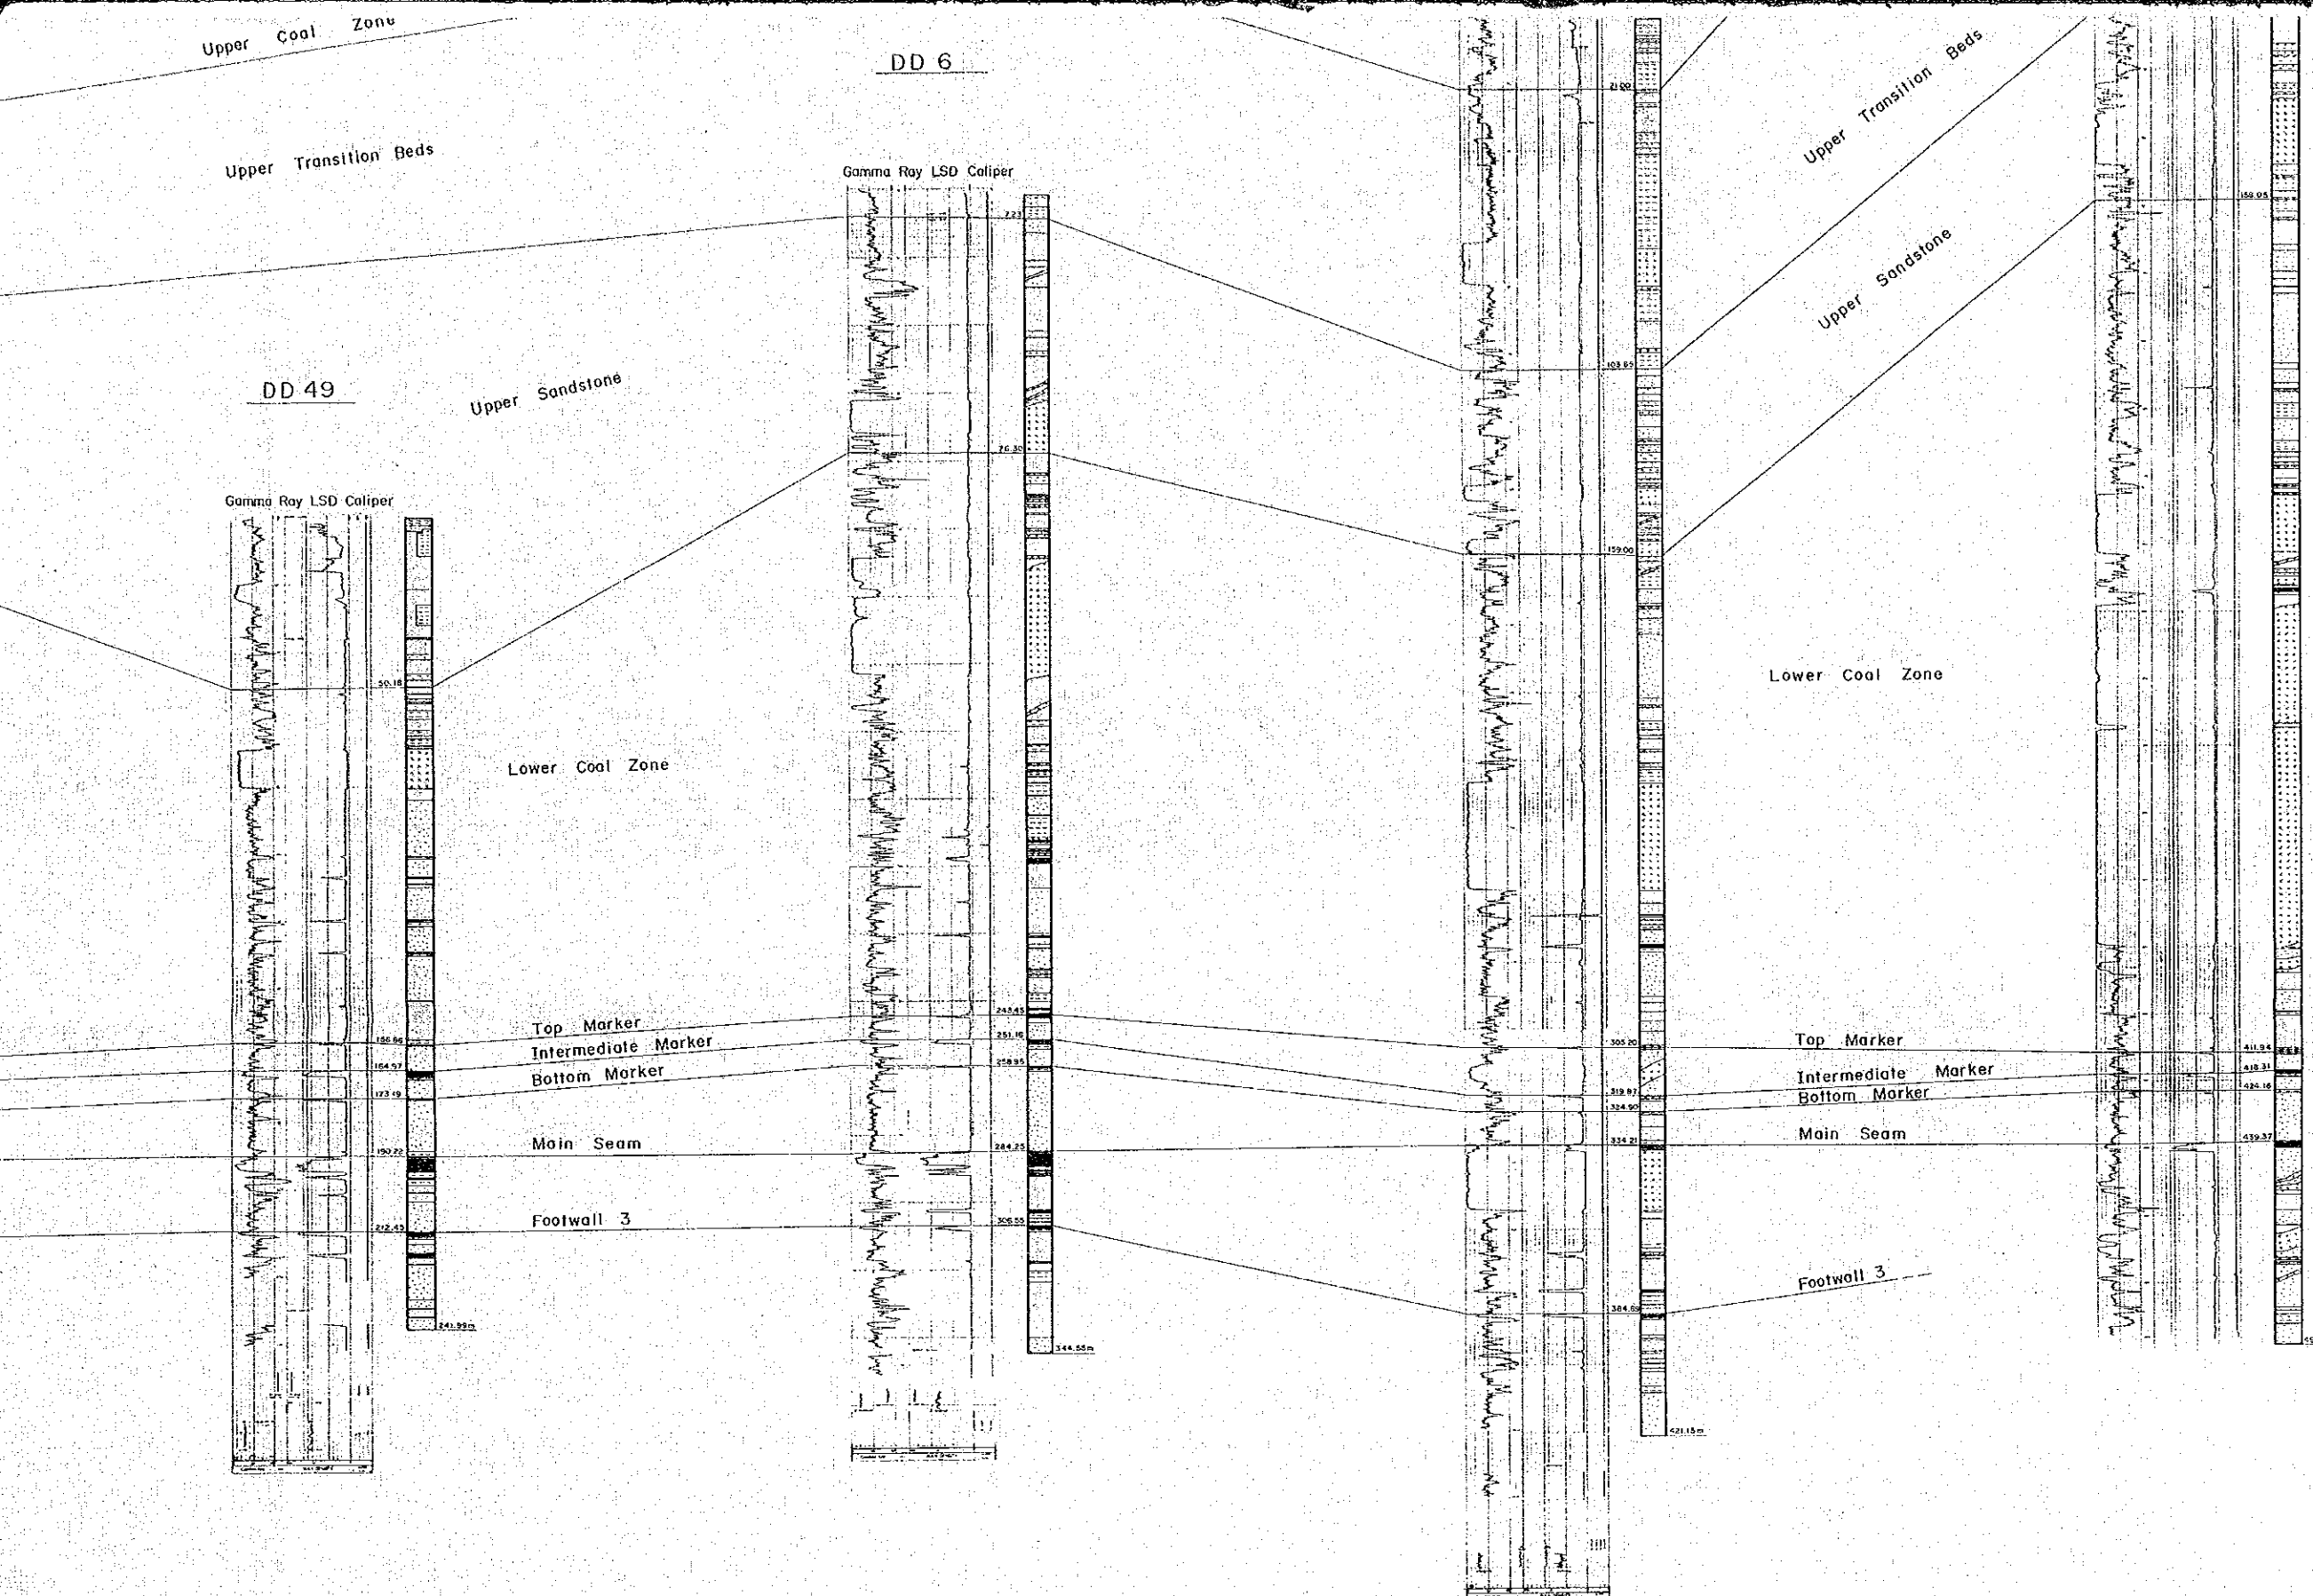 Upper Coal Zone
DD 6
Upper Transition Beds
Upper Transition Beds
Gamma Ray LSD Caliper
7.23
21.00
158.05
Upper Sandstone
DD 49
Upper Sandstone
103.65
76.30
Gamma Ray LSD Caliper
159.00
50.18
Lower Coal Zone
Lower Coal Zone
Top Marker
243.45
156.66
Intermediate Marker
251.16
305.20
Top Marker
411.94
164.97
Bottom Marker
258.95
Intermediate Marker
418.31
173.19
319.87
Bottom Marker
424.16
324.90
Main Seam
190.22
284.25
334.21
Main Seam
439.37
Footwall 3
212.45
306.55
Footwall 3
384.69
241.99m
344.55m
421.15m